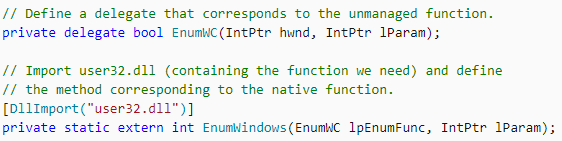 // Define a delegate that corresponds to the unmanaged function.
private delegate bool EnumWC(IntPtr hwnd, IntPtr lParam);
// Import user32.dll (containing the function we need) and define
// the method corresponding to the native function.
[DllImport("user32.dll")]
private static extern int EnumWindows(EnumWC lpEnumFunc, IntPtr lParam);